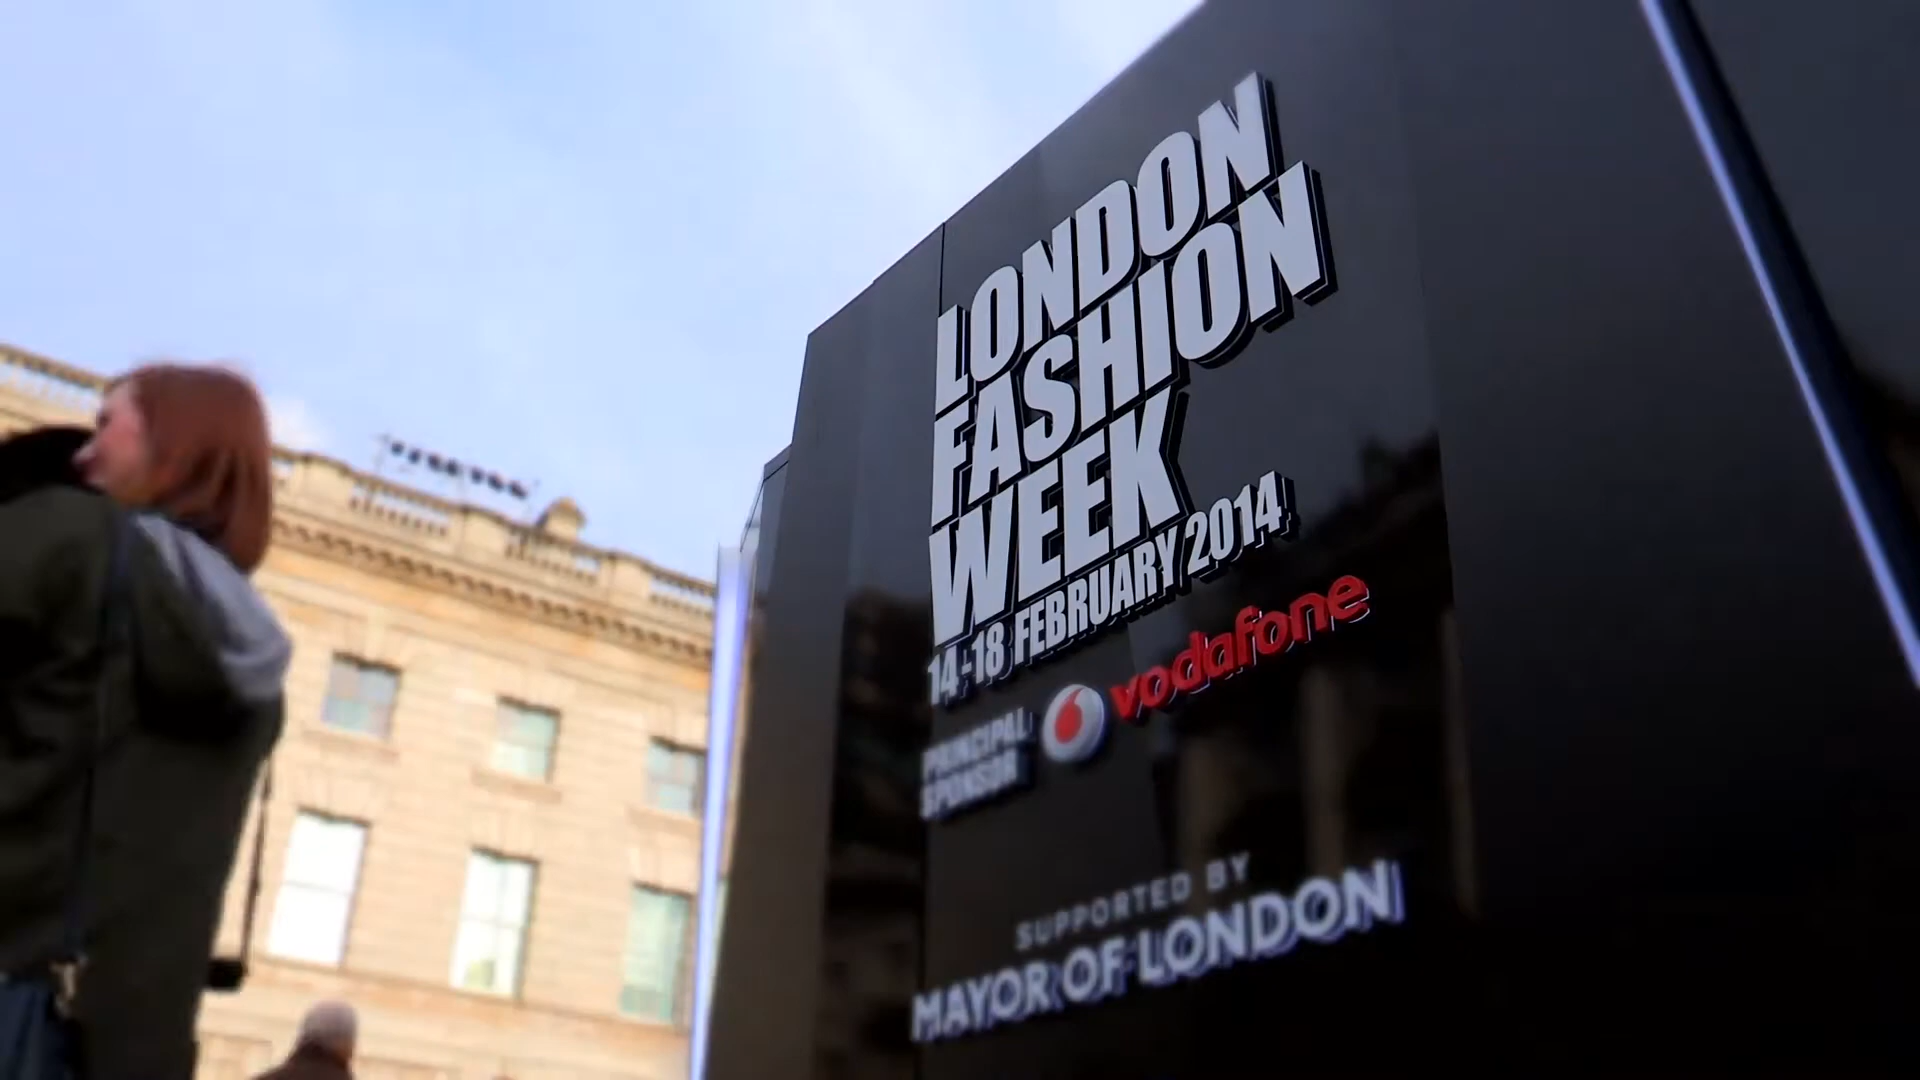 LONDON
FASHION
WEEK
14-18 FEBRUARY 2014
PRINCIPAL
SPONSOR
vodafone
SUPPORTED BY
MAYOR OF LONDON